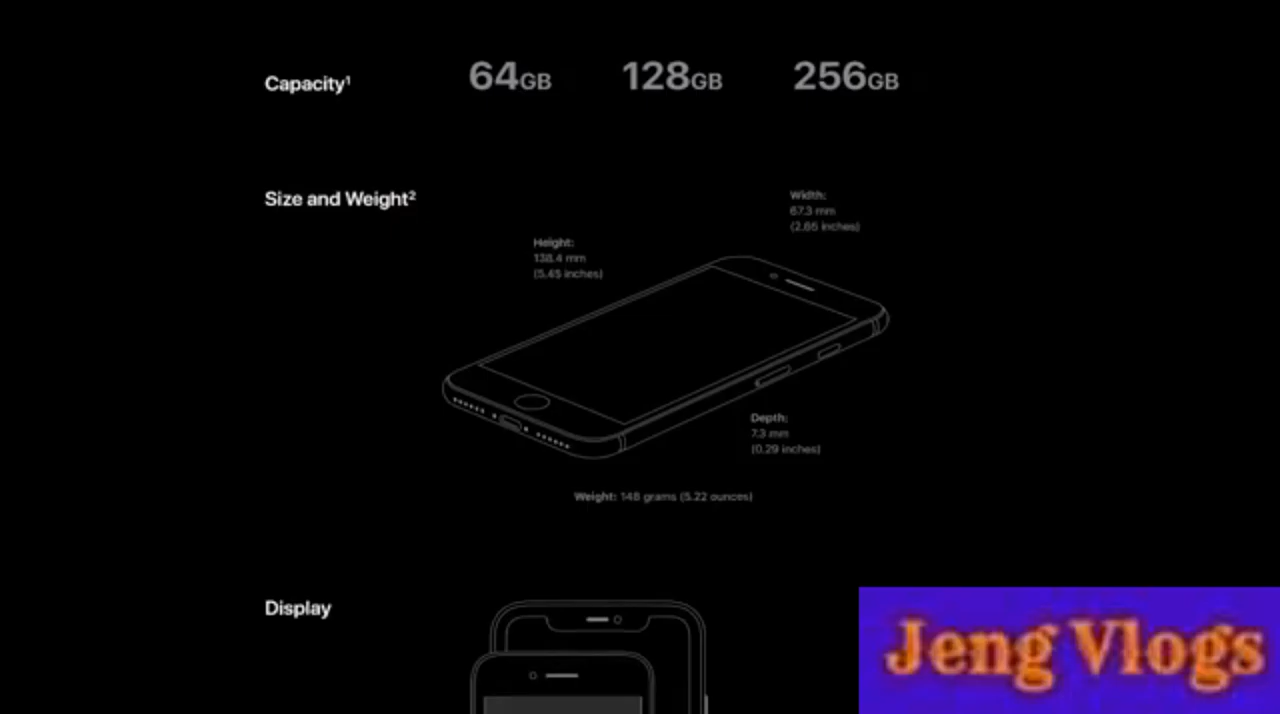 Capacity¹
64GB
128GB
256GB
Size and Weight²
Width:
67.3 mm
(2.65 inches)
Height:
138.4 mm
(5.45 inches)
Depth:
7.3 mm
(0.29 inches)
Weight: 148 grams (5.22 ounces)
Display
Jeng Vlogs